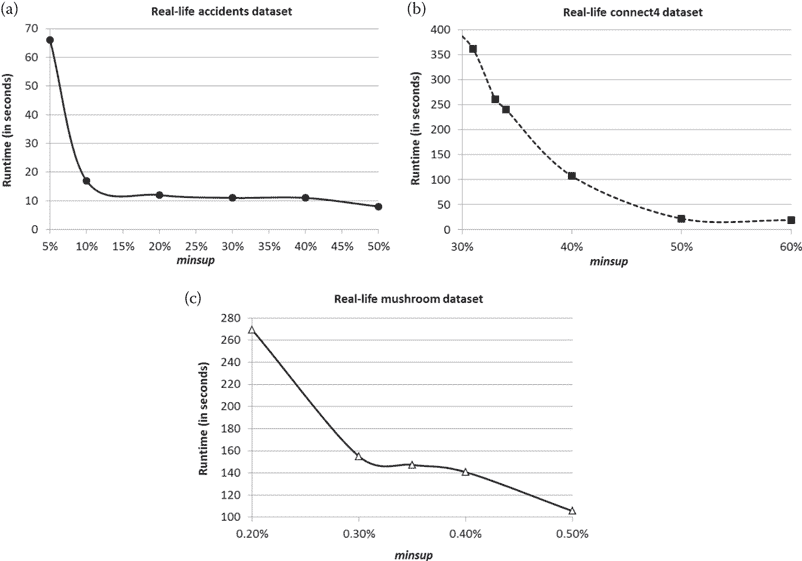 (a)
Real-life accidents dataset
Runtime (in seconds)
70
60
50
40
30
20
10
0
5% 10% 15% 20% 25% 30% 35% 40% 45% 50%
minsup
(b)
Real-life connect4 dataset
Runtime (in seconds)
400
350
300
250
200
150
100
50
0
30% 40% 50% 60%
minsup
(c)
Real-life mushroom dataset
Runtime (in seconds)
280
260
240
220
200
180
160
140
120
100
0.20% 0.30% 0.40% 0.50%
minsup